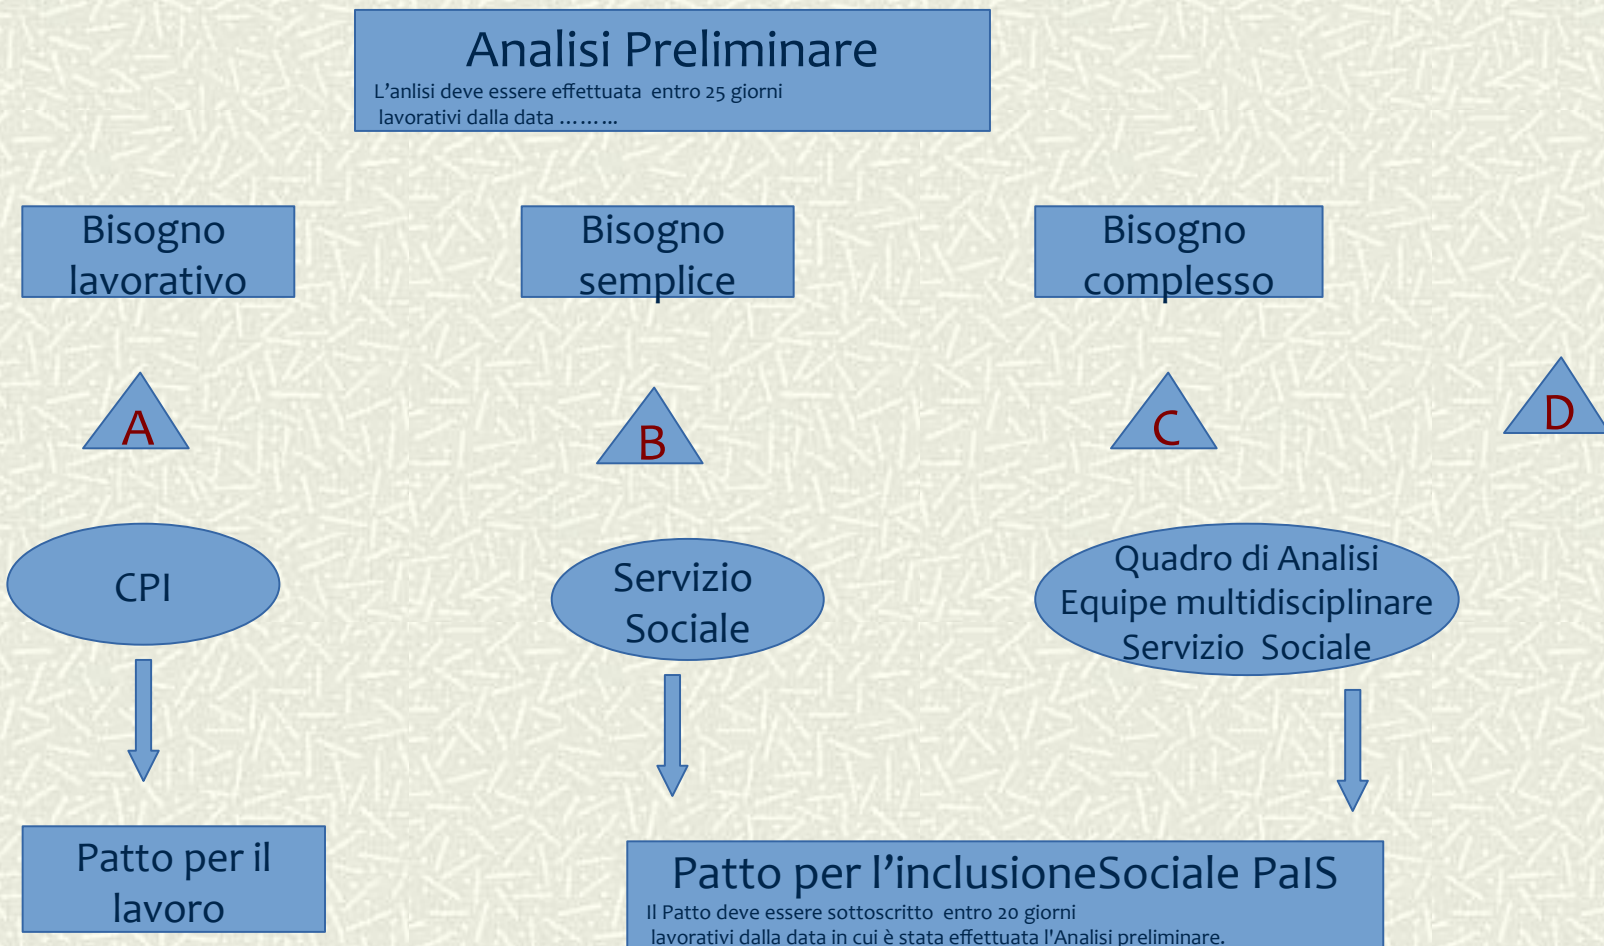 Analisi Preliminare
L’anlisi deve essere effettuata entro 25 giorni
lavorativi dalla data ……...
Bisogno
lavorativo
Bisogno
semplice
Bisogno
complesso
A
B
C
D
CPI
Servizio
Sociale
Quadro di Analisi
Equipe multidisciplinare
Servizio Sociale
Patto per il
lavoro
Patto per l’inclusioneSociale PaIS
Il Patto deve essere sottoscritto entro 20 giorni
lavorativi dalla data in cui è stata effettuata l'Analisi preliminare.